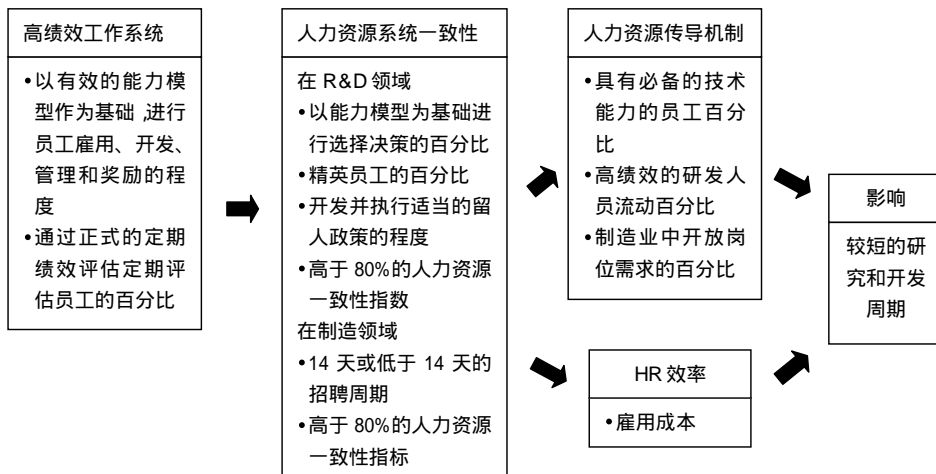 高绩效工作系统
•以有效的能力模
型作为基础,进行
员工雇用、开发、
管理和奖励的程
度
•通过正式的定期
绩效评估定期评
估员工的百分比
人力资源系统一致性
在 R&D 领域
•以能力模型为基础进
行选择决策的百分比
•精英员工的百分比
•开发并执行适当的留
人政策的程度
•高于 80%的人力资源
一致性指数
在制造领域
•14 天或低于 14 天的
招聘周期
•高于 80%的人力资源
一致性指标
人力资源传导机制
•具有必备的技术
能力的员工百分
比
•高绩效的研发人
员流动百分比
•制造业中开放岗
位需求的百分比
HR 效率
•雇用成本
影响
较短的研
究和开发
周期